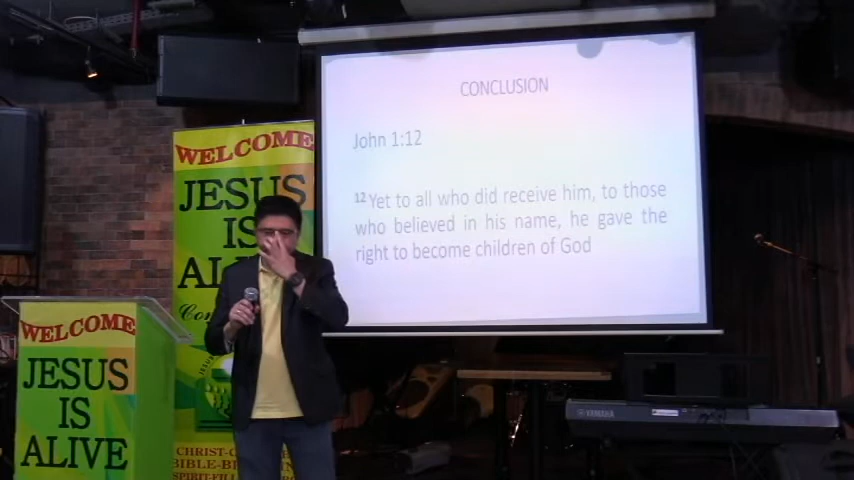 CONCLUSION
John 1:12
12 Yet to all who did receive him, to those
who believed in his name, he gave the
right to become children of God
WELCOME
JESUS
IS
CHRIST-
BIBLE-B
SPIRIT-FILL
WELCOME
JESUS
IS
ALIVE
YAMAHA